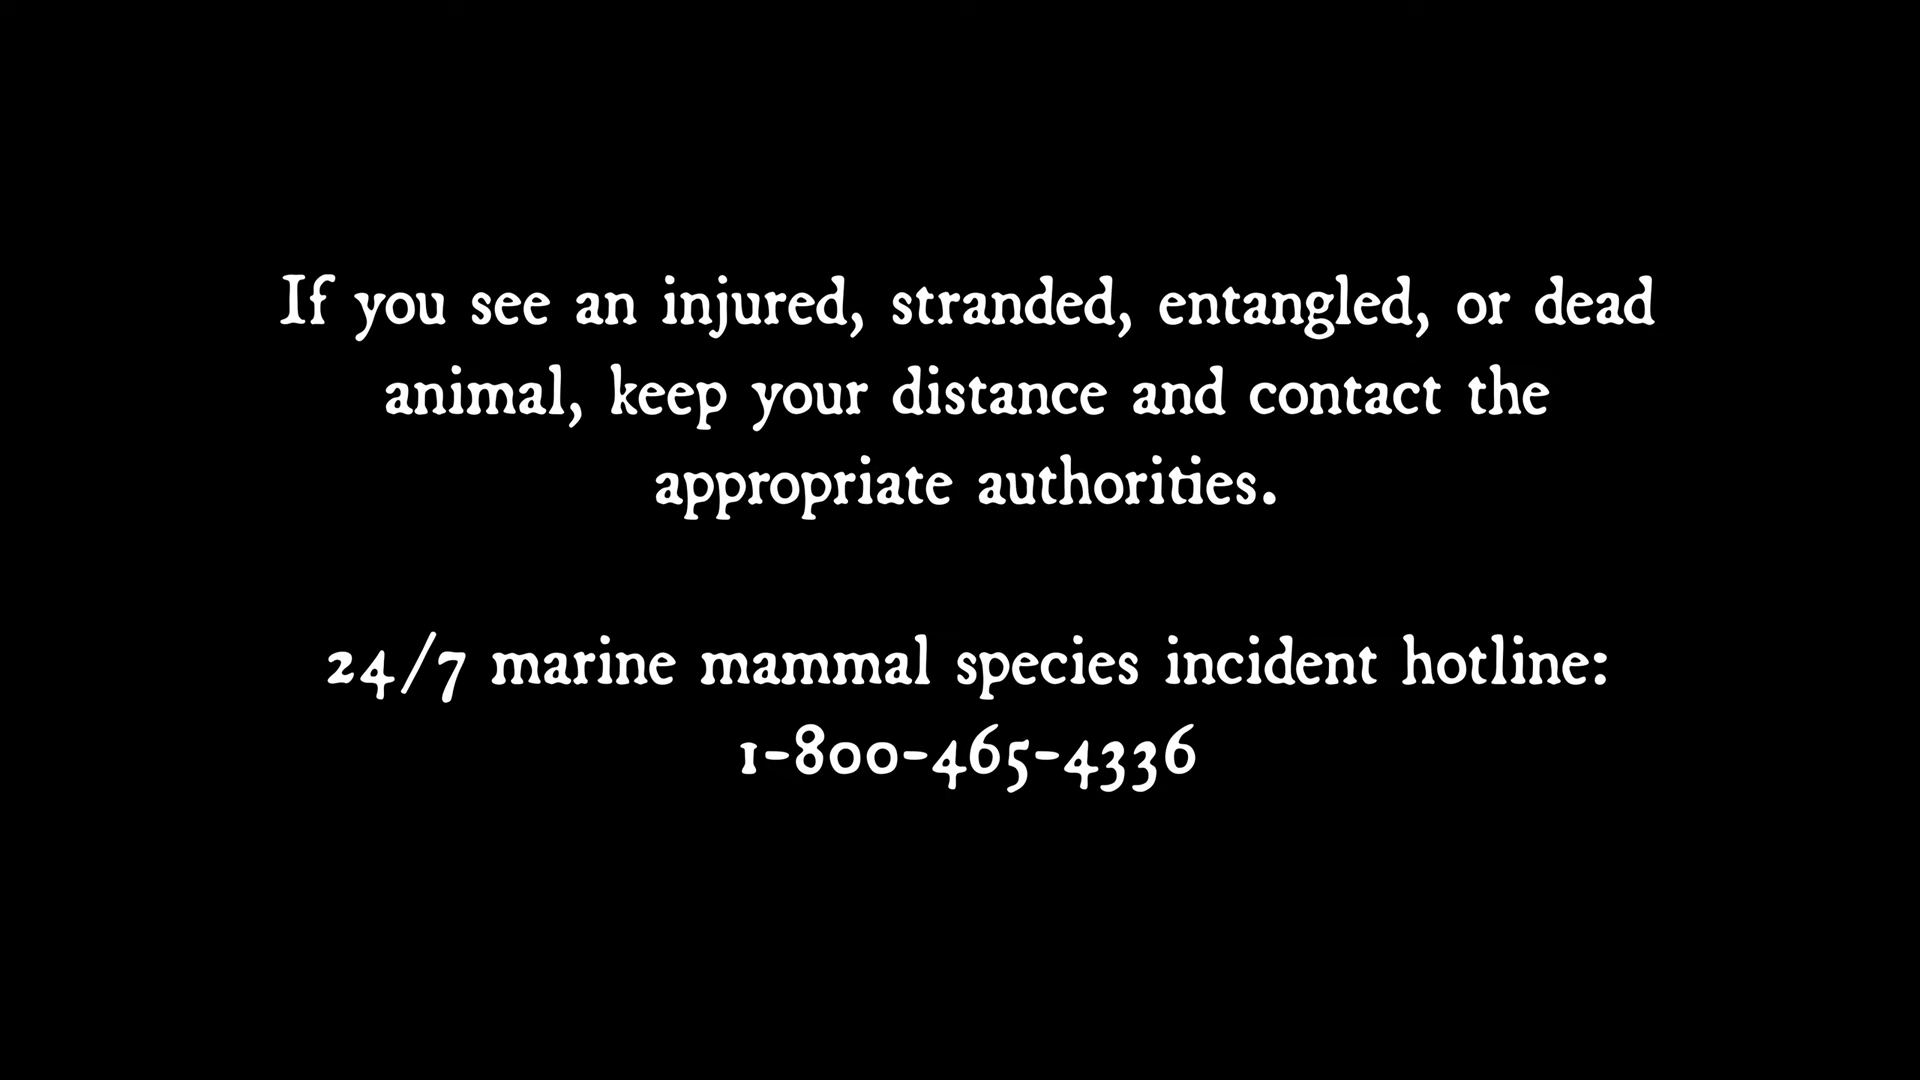 If you see an injured, stranded, entangled, or dead
animal, keep your distance and contact the
appropriate authorities.
24/7 marine mammal species incident hotline:
1-800-465-4336